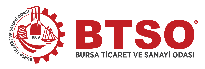 BTSO
BURSA TİCARET VE SANAYİ ODASI